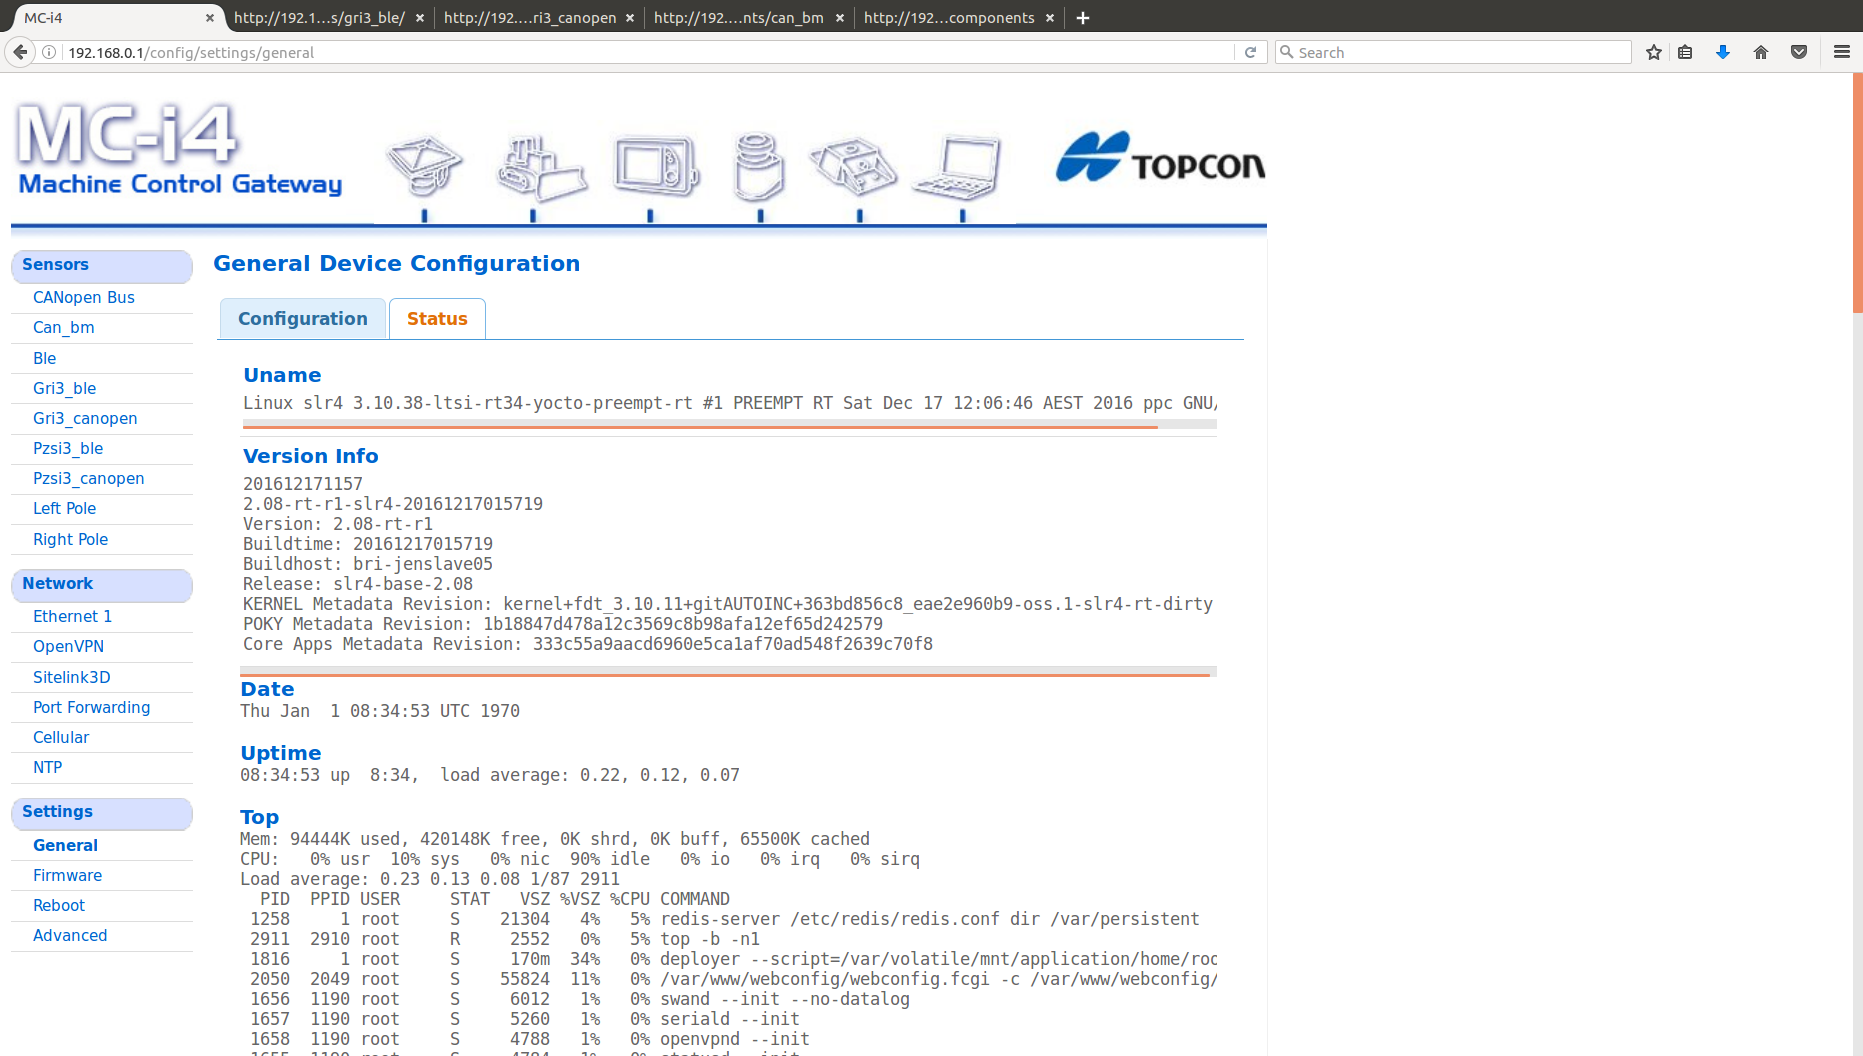 MC-i4
http://192.1...s/gri3_ble/
http://192....ri3_canopen
http://192....nts/can_bm
http://192...components
192.168.0.1/config/settings/general
Search
MC-i4
Machine Control Gateway
TOPCON
Sensors
CANopen Bus
Can_bm
Ble
Gri3_ble
Gri3_canopen
Pzsi3_ble
Pzsi3_canopen
Left Pole
Right Pole
Network
Ethernet 1
OpenVPN
Sitelink3D
Port Forwarding
Cellular
NTP
Settings
General
Firmware
Reboot
Advanced
General Device Configuration
Configuration
Status
Uname
Linux slr4 3.10.38-ltsi-rt34-yocto-preempt-rt #1 PREEMPT RT Sat Dec 17 12:06:46 AEST 2016 ppc GNU/
Version Info
201612171157
2.08-rt-r1-slr4-20161217015719
Version: 2.08-rt-r1
Buildtime: 20161217015719
Buildhost: bri-jenslave05
Release: slr4-base-2.08
KERNEL Metadata Revision: kernel+fdt_3.10.11+gitAUTOINC+363bd856c8_eae2e960b9-oss.1-slr4-rt-dirty
POKY Metadata Revision: 1b18847d478a12c3569c8b98afa12ef65d242579
Core Apps Metadata Revision: 333c55a9aacd6960e5ca1af70ad548f2639c70f8
Date
Thu Jan  1 08:34:53 UTC 1970
Uptime
08:34:53 up  8:34,  load average: 0.22, 0.12, 0.07
Top
Mem: 94444K used, 420148K free, 0K shrd, 0K buff, 65500K cached
CPU:   0% usr  10% sys   0% nic  90% idle   0% io   0% irq   0% sirq
Load average: 0.23 0.13 0.08 1/87 2911
  PID  PPID USER     STAT   VSZ %VSZ %CPU COMMAND
 1258     1 root     S    21304   4%   5% redis-server /etc/redis/redis.conf dir /var/persistent
 2911  2910 root     R     2552   0%   5% top -b -n1
 1816     1 root     S     170m  34%   0% deployer --script=/var/volatile/mnt/application/home/roo
 2050  2049 root     S    55824  11%   0% /var/www/webconfig/webconfig.fcgi -c /var/www/webconfig/
 1656  1190 root     S     6012   1%   0% swand --init --no-datalog
 1657  1190 root     S     5260   1%   0% seriald --init
 1658  1190 root     S     4788   1%   0% openvpnd --init